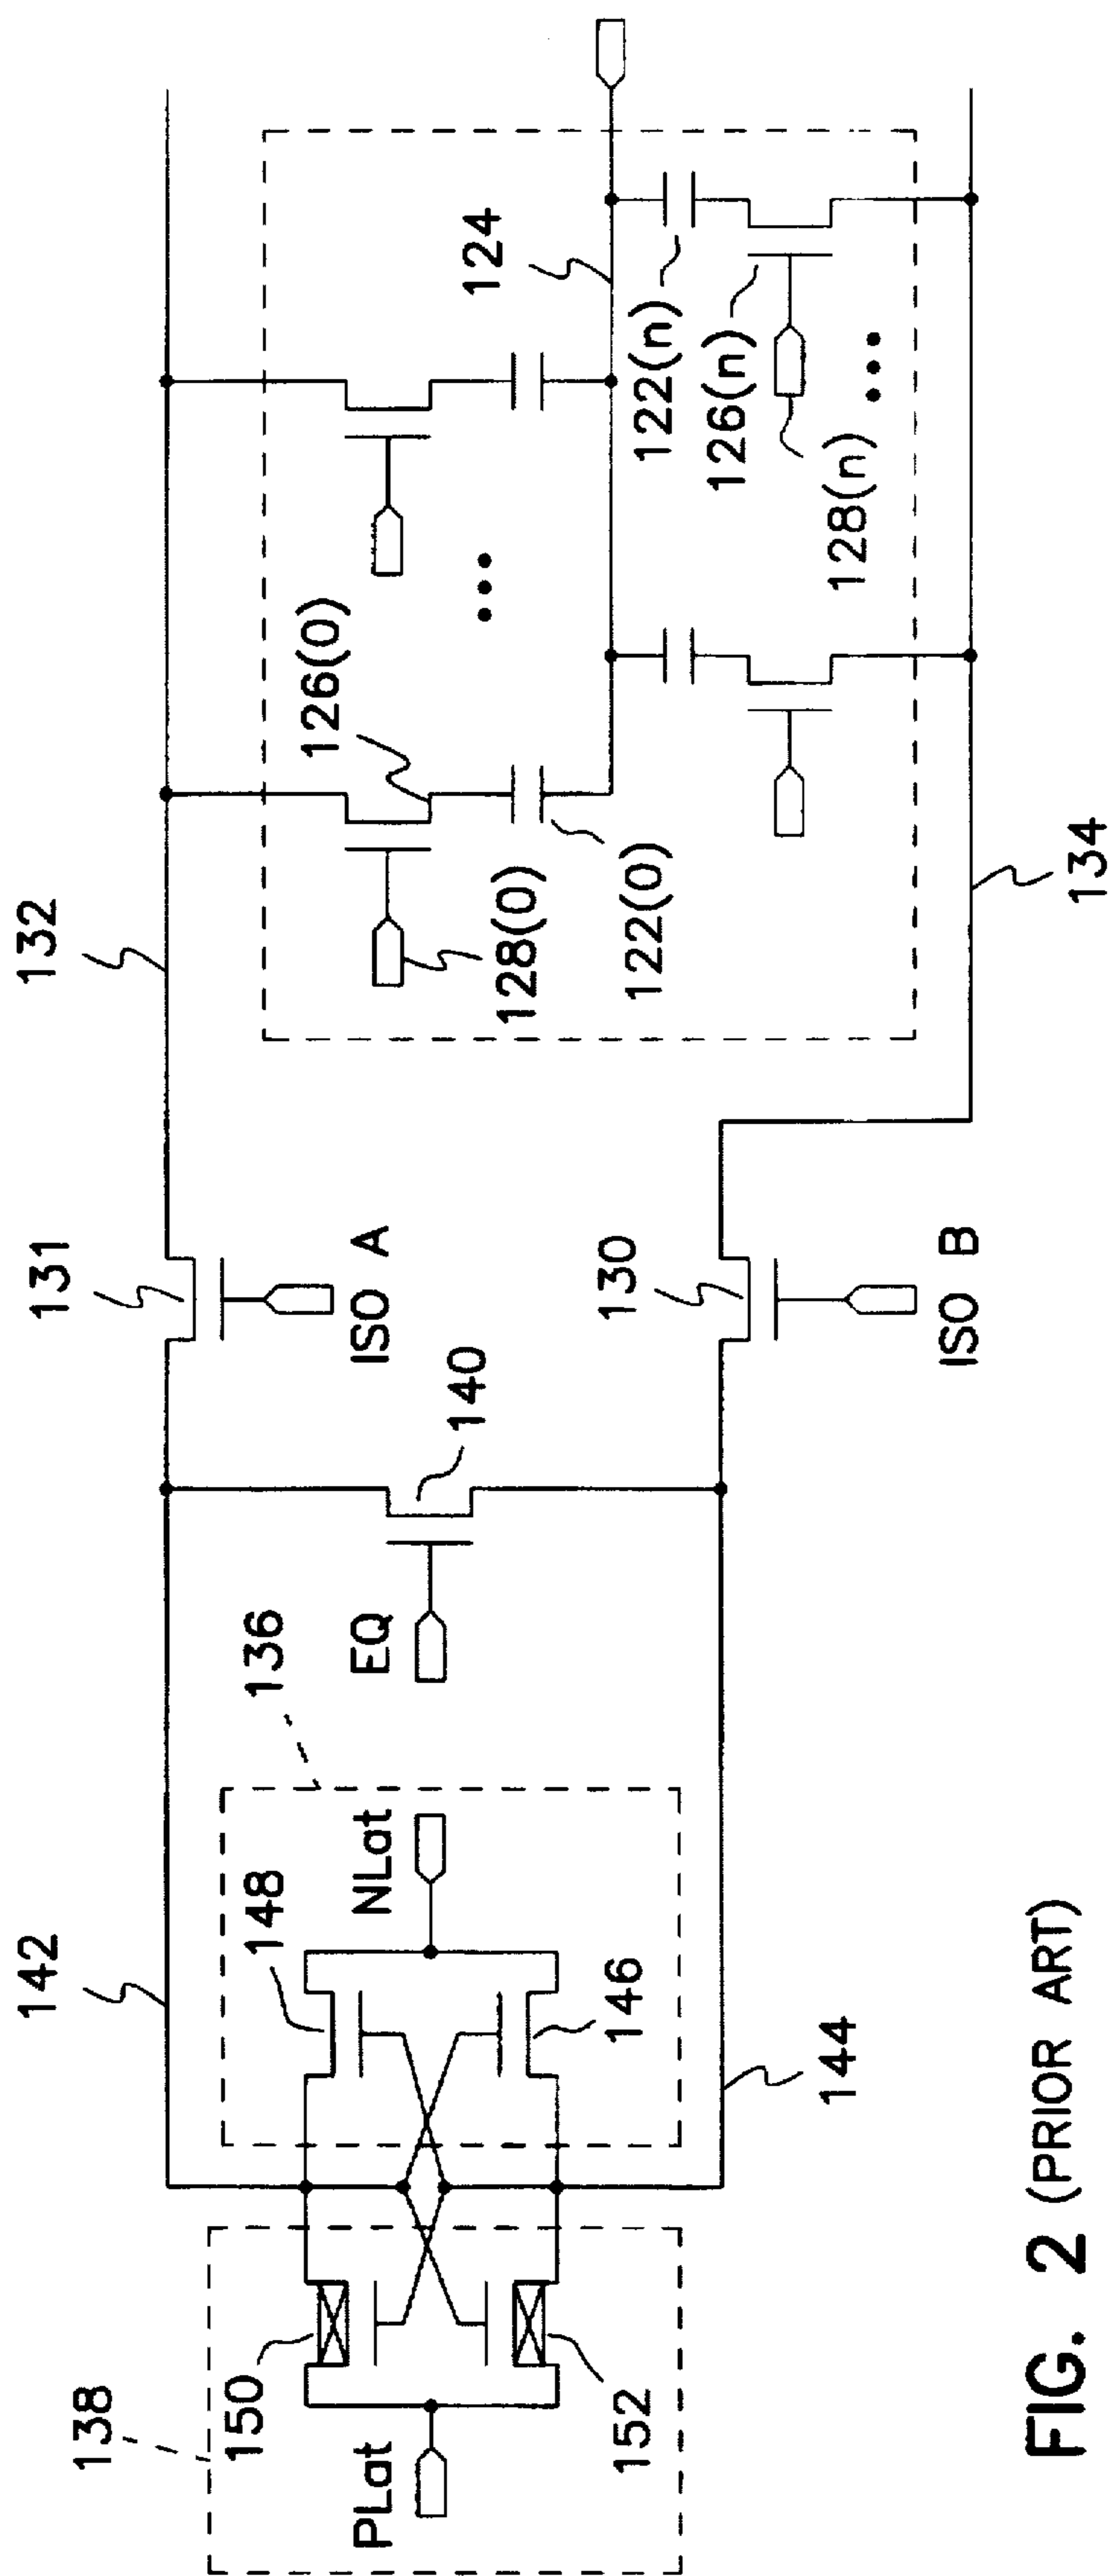 132
131
ISO A
142
140
EQ
136
NLat
148
146
138
150
PLat
152
144
130
ISO B
134
124
126(0)
128(0)
122(0)
122(n)
126(n)
128(n)
FIG. 2 (PRIOR ART)